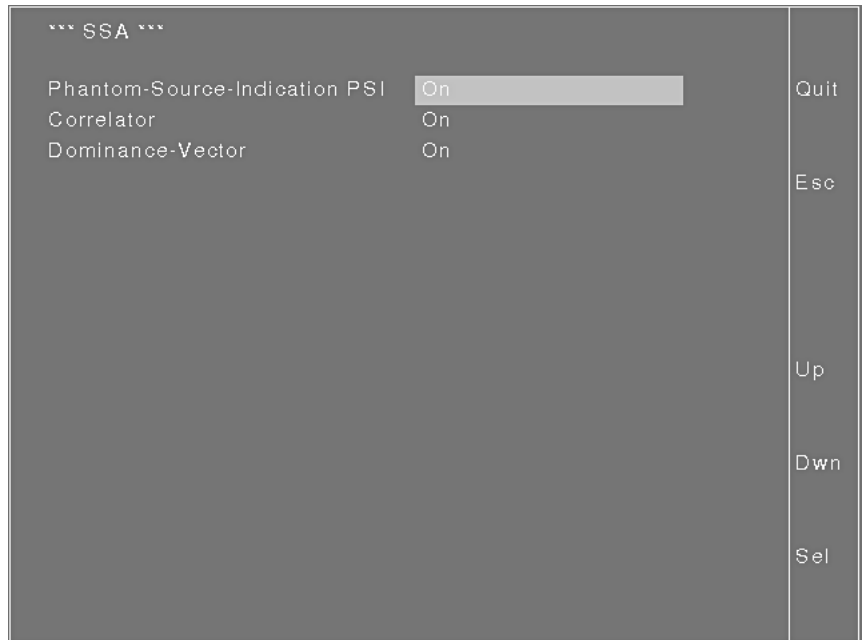 *** SSA ***
Phantom-Source-Indication PSI On
Correlator On
Dominance-Vector On
Quit
Esc
Up
Dwn
Sel